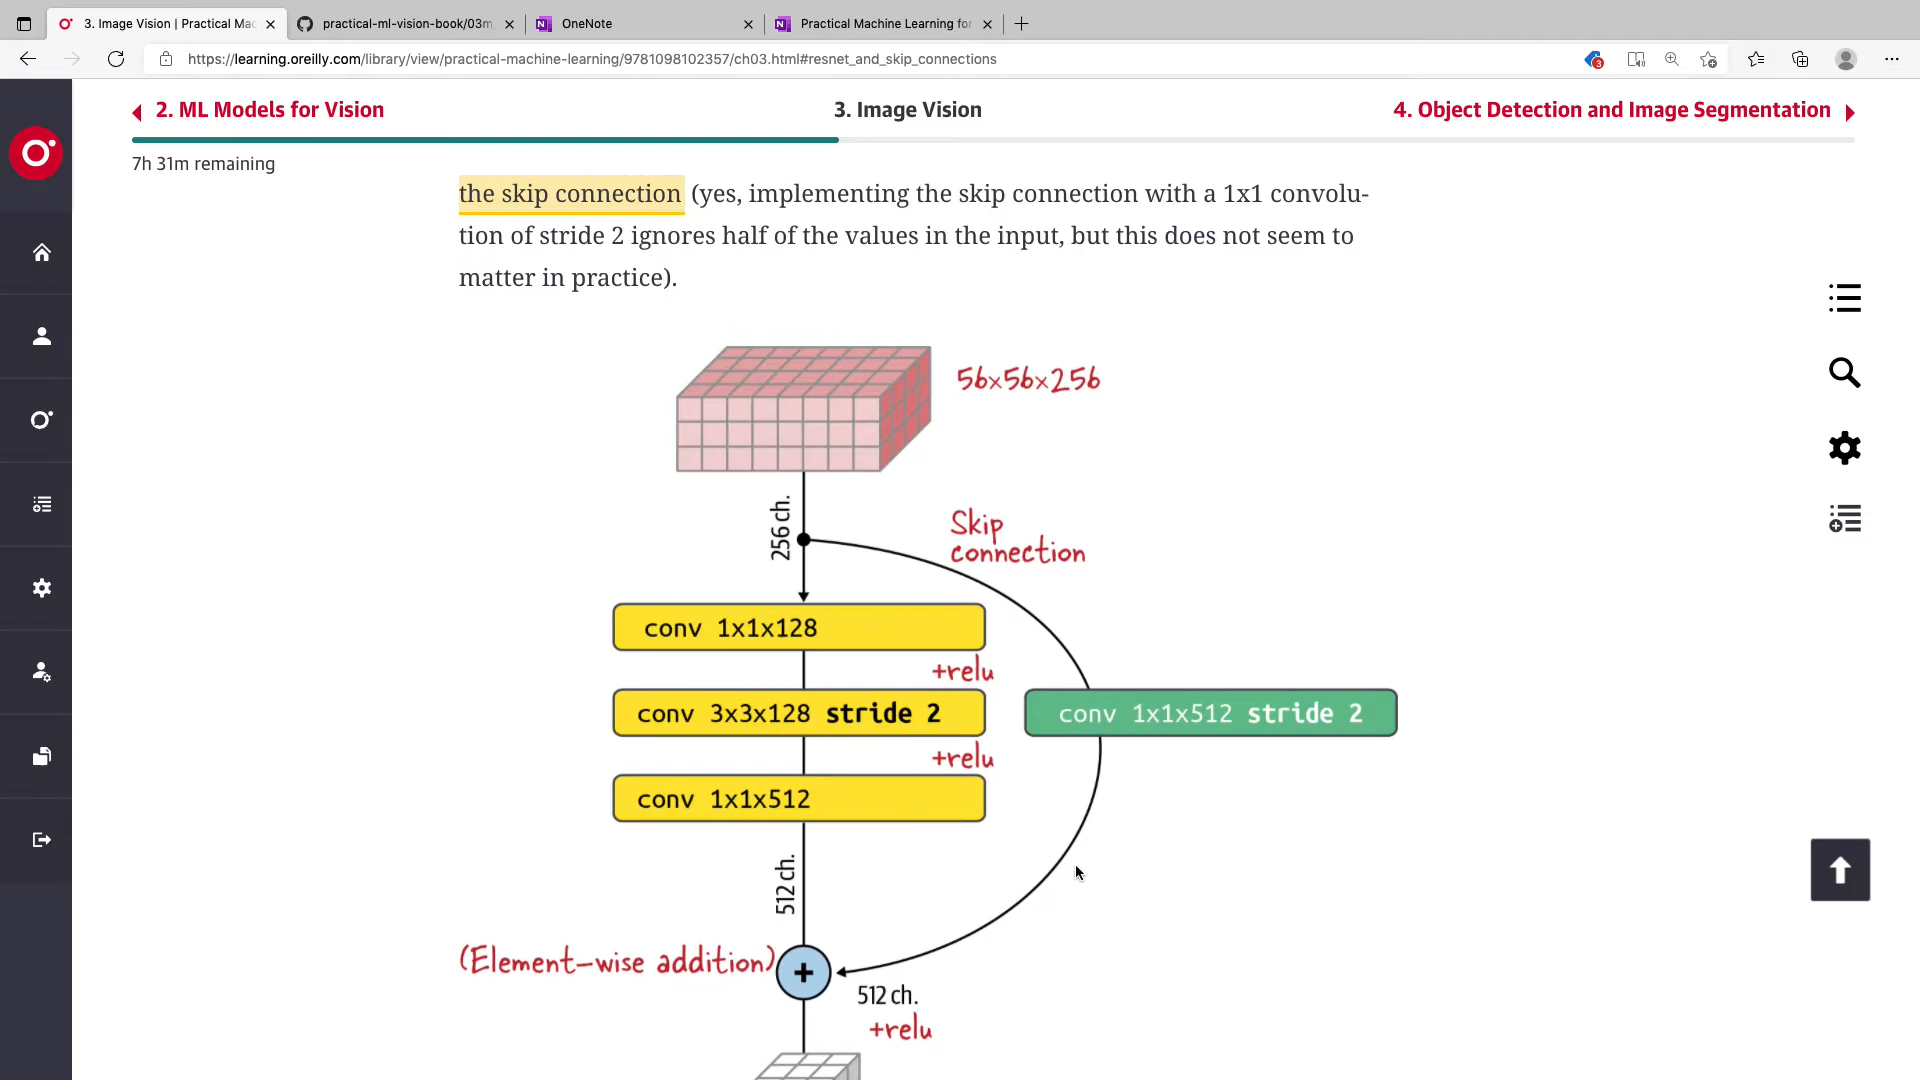 3. Image Vision | Practical Mac
practical-ml-vision-book/03m
OneNote
Practical Machine Learning for
https://learning.oreilly.com/library/view/practical-machine-learning/9781098102357/ch03.html#resnet_and_skip_connections
3
2. ML Models for Vision
3. Image Vision
4. Object Detection and Image Segmentation
7h 31m remaining
the skip connection (yes, implementing the skip connection with a 1x1 convolu-
tion of stride 2 ignores half of the values in the input, but this does not seem to
matter in practice).
56x56x256
256 ch.
Skip
connection
conv 1x1x128
+relu
conv 3x3x128 stride 2
conv 1x1x512 stride 2
+relu
conv 1x1x512
512 ch.
(Element-wise addition)
+
512 ch.
+relu